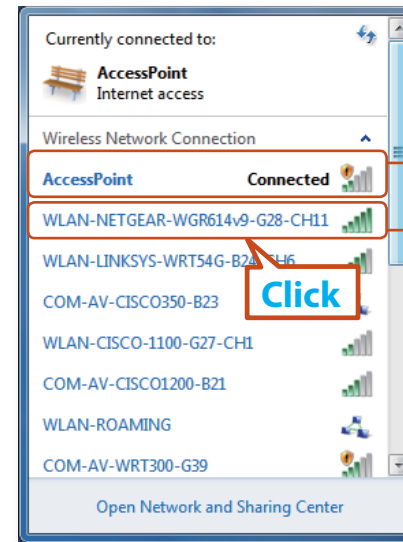 Currently connected to:
AccessPoint
Internet access
Wireless Network Connection
AccessPoint Connected
WLAN-NETGEAR-WGR614v9-G28-CH11
WLAN-LINKSYS-WRT54G-B24-CH6
COM-AV-CISCO350-B23
Click
WLAN-CISCO-1100-G27-CH1
COM-AV-CISCO1200-B21
WLAN-ROAMING
COM-AV-WRT300-G39
Open Network and Sharing Center